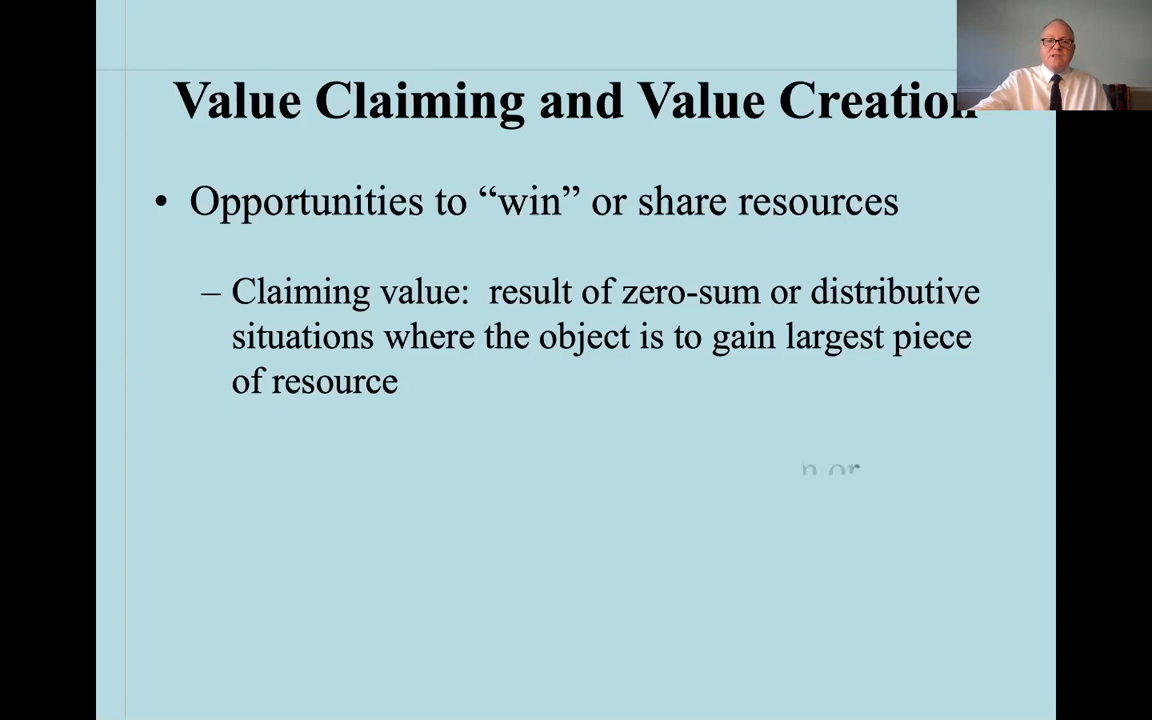 Value Claiming and Value Creation
• Opportunities to “win” or share resources
– Claiming value:  result of zero-sum or distributive
situations where the object is to gain largest piece
of resource
or